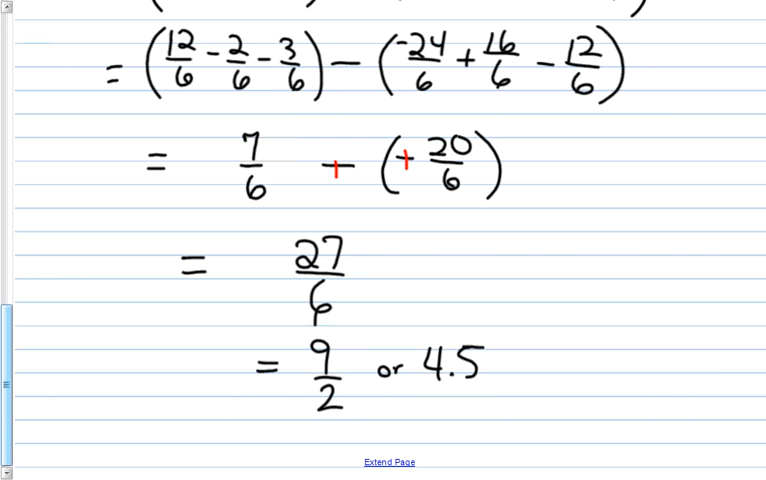 = (12/6 - 2/6 - 3/6) - (-24/6 + 16/6 - 12/6)
= 7/6 + (+ 20/6)
= 27/6
= 9/2 or 4.5
Extend Page